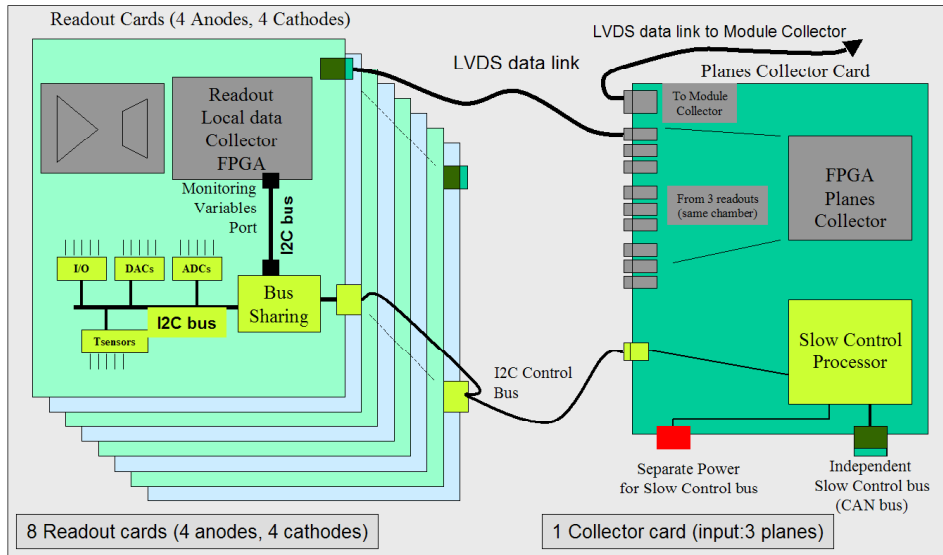 Readout Cards (4 Anodes, 4 Cathodes)
LVDS data link to Module Collector
LVDS data link
Planes Collector Card
Readout
Local data
Collector
FPGA
To Module
Collector
Monitoring
Variables
Port
I2C bus
FPGA
Planes
Collector
From 3 readouts
(same chamber)
I/O
DACs
ADCs
Bus
Sharing
I2C bus
Tsensors
I2C Control
Bus
Slow Control
Processor
Separate Power
for Slow Control bus
Independent
Slow Control bus
(CAN bus)
8 Readout cards (4 anodes, 4 cathodes)
1 Collector card (input:3 planes)